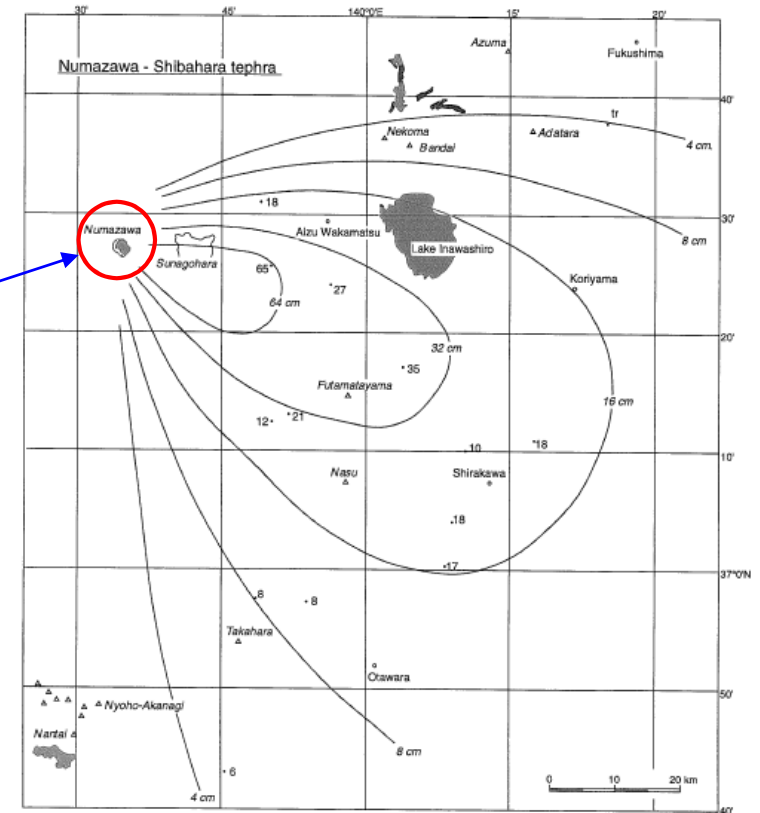 30' 45' 140°0'E 15' 20'
Azuma
Fukushima
Numazawa - Shibahara tephra
40'
tr
Nekoma
Adatara
Bandai
4 cm.
18
30'
Numazawa
Aizu Wakamatsu
8 cm
Lake Inawashiro
Sunagohara
65
Koriyama
27
64 cm
20'
32 cm
35
Futamatayama
16 cm
12 21
10 18
10'
Nasu
Shirakawa
18
17
37°0'N
8 8
Takahara
Otawara
50'
Nyoho-Akanagi
Nantai
8 cm
6
0 10 20 km
4 cm
40'